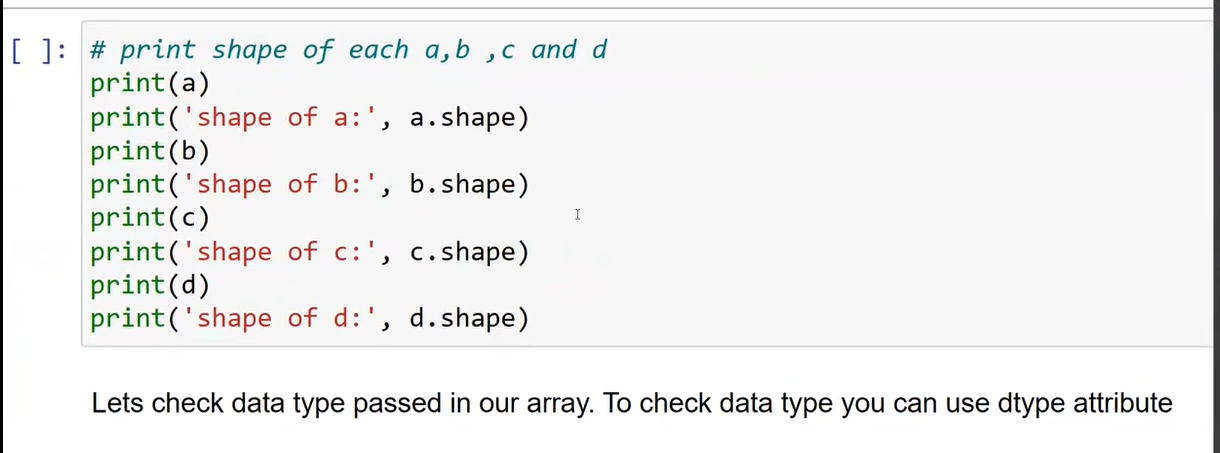 [ ]: # print shape of each a,b ,c and d
print(a)
print('shape of a:', a.shape)
print(b)
print('shape of b:', b.shape)
print(c)
print('shape of c:', c.shape)
print(d)
print('shape of d:', d.shape)
Lets check data type passed in our array. To check data type you can use dtype attribute